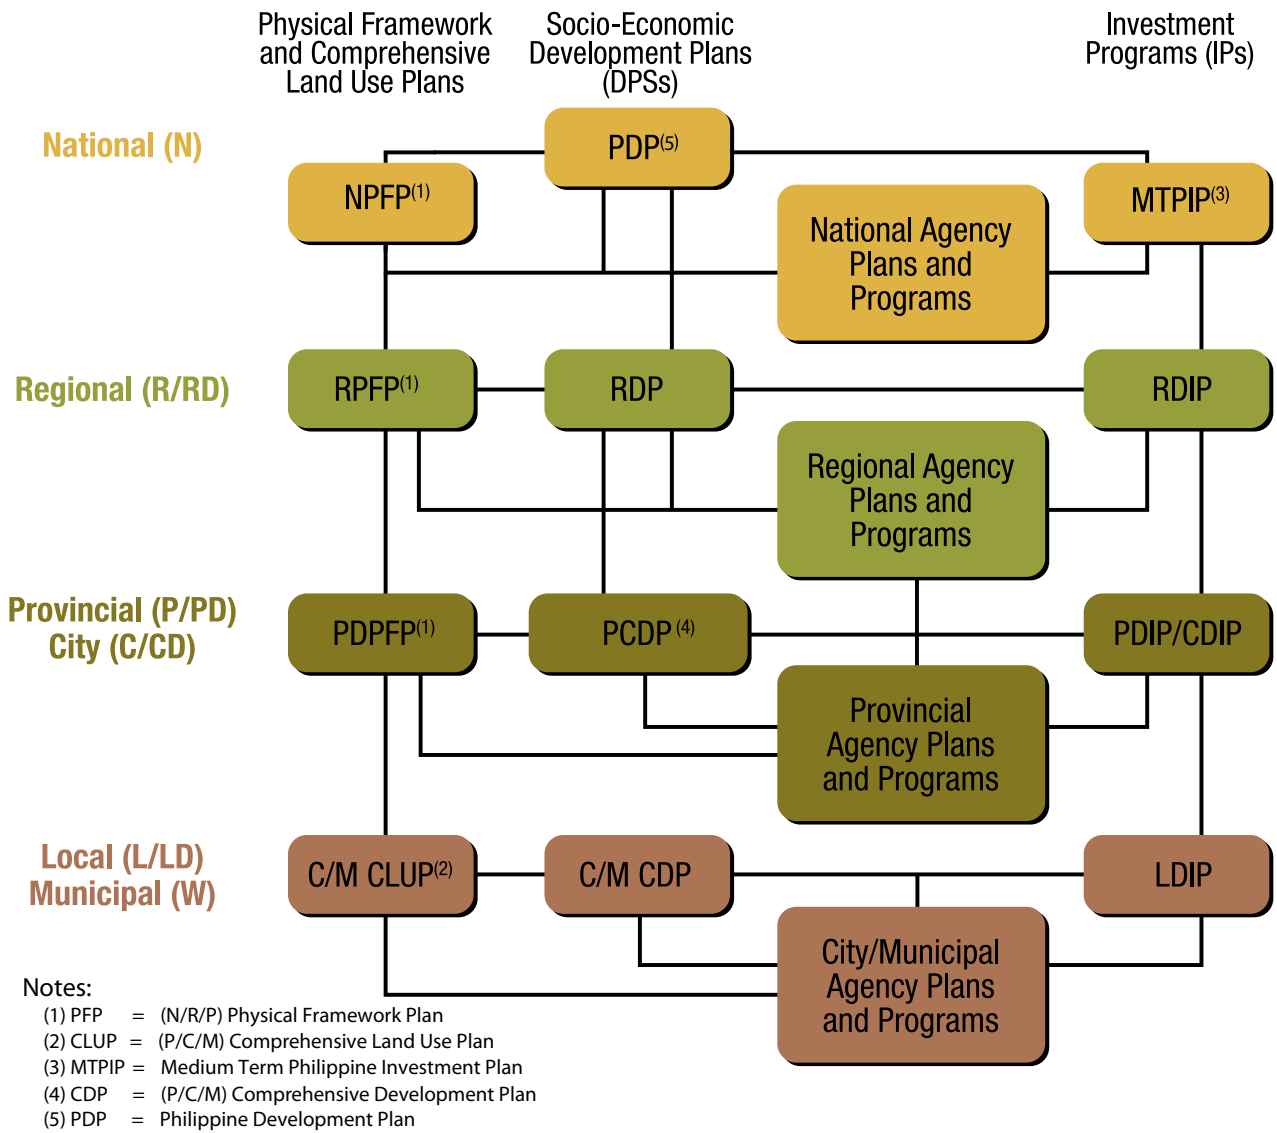 Physical Framework
and Comprehensive
Land Use Plans
Socio-Economic
Development Plans
(DPSs)
Investment
Programs (IPs)
National (N)
PDP(5)
NPFP(1)
MTPIP(3)
National Agency
Plans and
Programs
Regional (R/RD)
RPFP(1)
RDP
RDIP
Regional Agency
Plans and
Programs
Provincial (P/PD)
City (C/CD)
PDPFP(1)
PCDP (4)
PDIP/CDIP
Provincial
Agency Plans
and Programs
Local (L/LD)
Municipal (W)
C/M CLUP(2)
C/M CDP
LDIP
City/Municipal
Agency Plans
and Programs
Notes:
(1) PFP = (N/R/P) Physical Framework Plan
(2) CLUP = (P/C/M) Comprehensive Land Use Plan
(3) MTPIP = Medium Term Philippine Investment Plan
(4) CDP = (P/C/M) Comprehensive Development Plan
(5) PDP = Philippine Development Plan